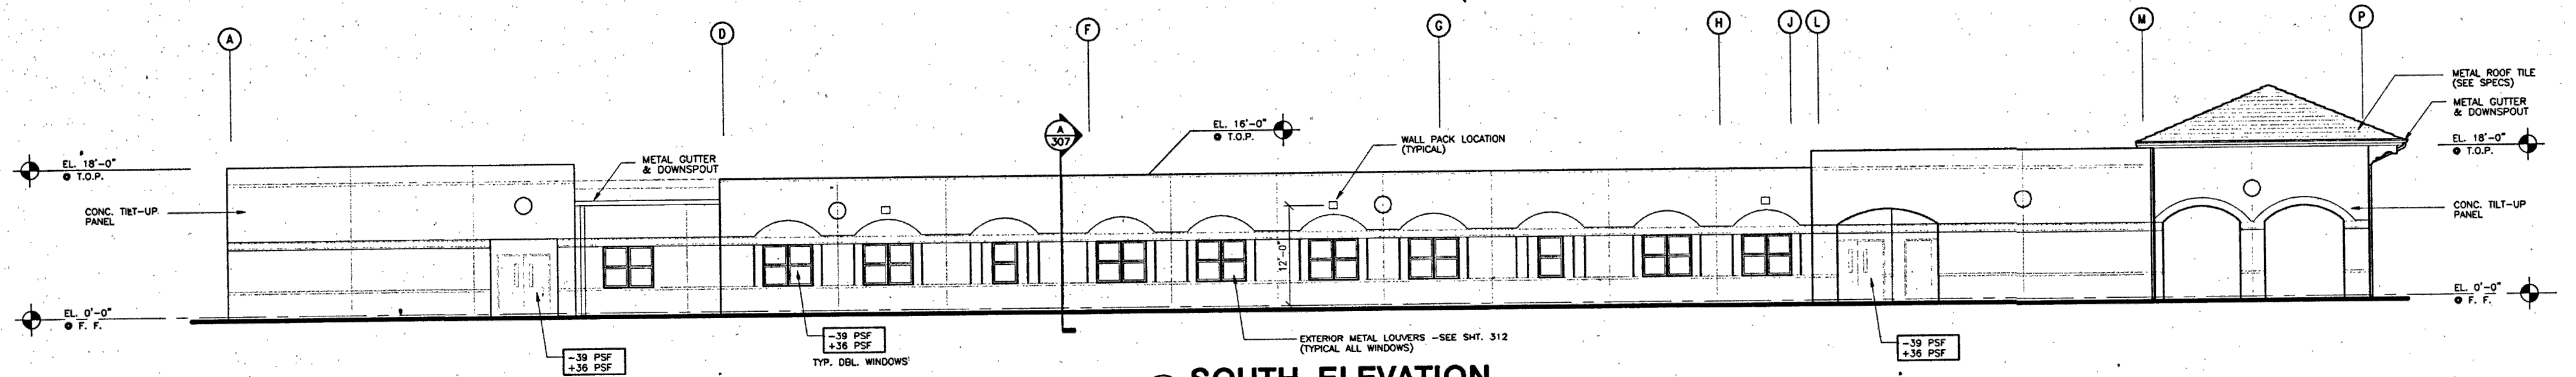 A
D
F
G
H
J
L
M
P
METAL ROOF TILE
(SEE SPECS)
METAL GUTTER
& DOWNSPOUT
A
307
EL. 16'-0"
@ T.O.P.
WALL PACK LOCATION
(TYPICAL)
EL. 18'-0"
@ T.O.P.
EL. 18'-0"
@ T.O.P.
METAL GUTTER
& DOWNSPOUT
CONC. TILT-UP
PANEL
CONC. TILT-UP
PANEL
12'-0"
EL. 0'-0"
@ F. F.
EL. 0'-0"
@ F. F.
-39 PSF
+36 PSF
-39 PSF
+36 PSF
TYP. DBL. WINDOWS
EXTERIOR METAL LOUVERS -SEE SHT. 312
(TYPICAL ALL WINDOWS)
-39 PSF
+36 PSF
SOUTH ELEVATION